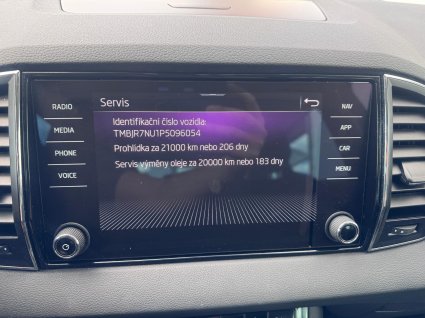 Servis
RADIO
MEDIA
PHONE
VOICE
Identifikační číslo vozidla:
TMBJR7NU1P5096054
Prohlídka za 21000 km nebo 206 dny
Servis výměny oleje za 20000 km nebo 183 dny
NAV
APP
CAR
MENU